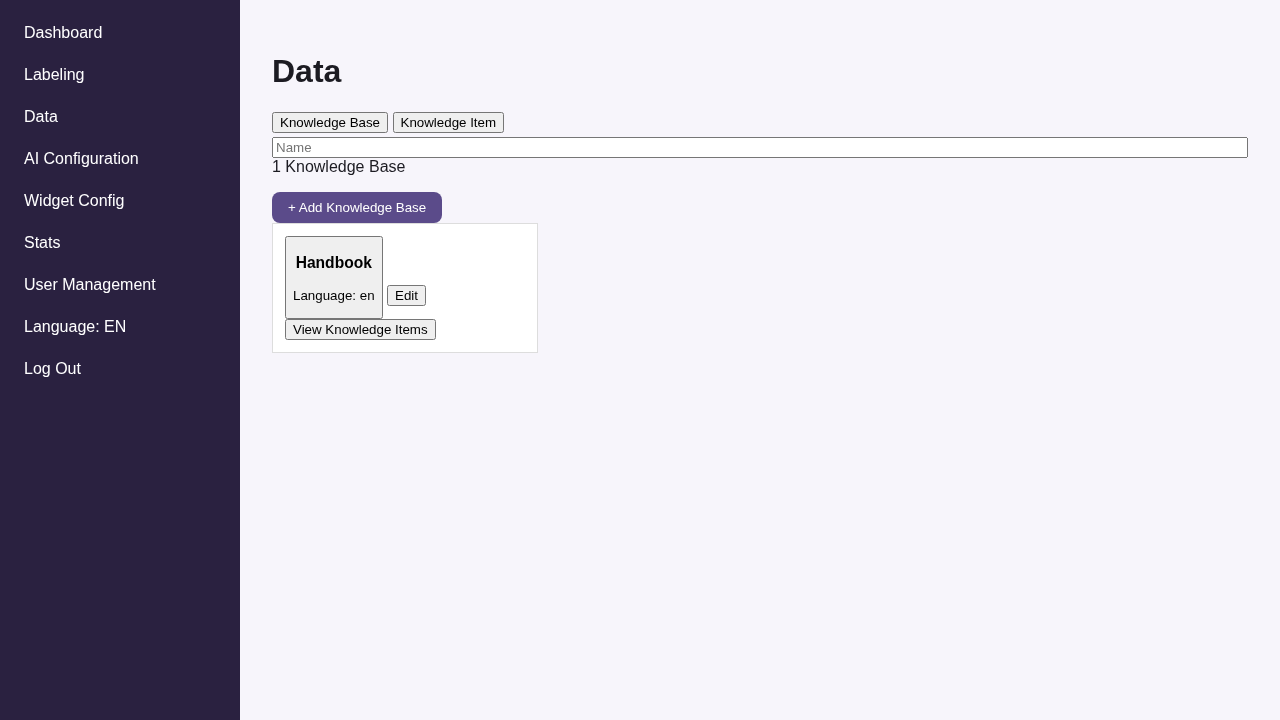 Dashboard
Labeling
Data
AI Configuration
Widget Config
Stats
User Management
Language: EN
Log Out
Data
Knowledge Base Knowledge Item
Name
1 Knowledge Base
+ Add Knowledge Base
Handbook
Language: en Edit
View Knowledge Items